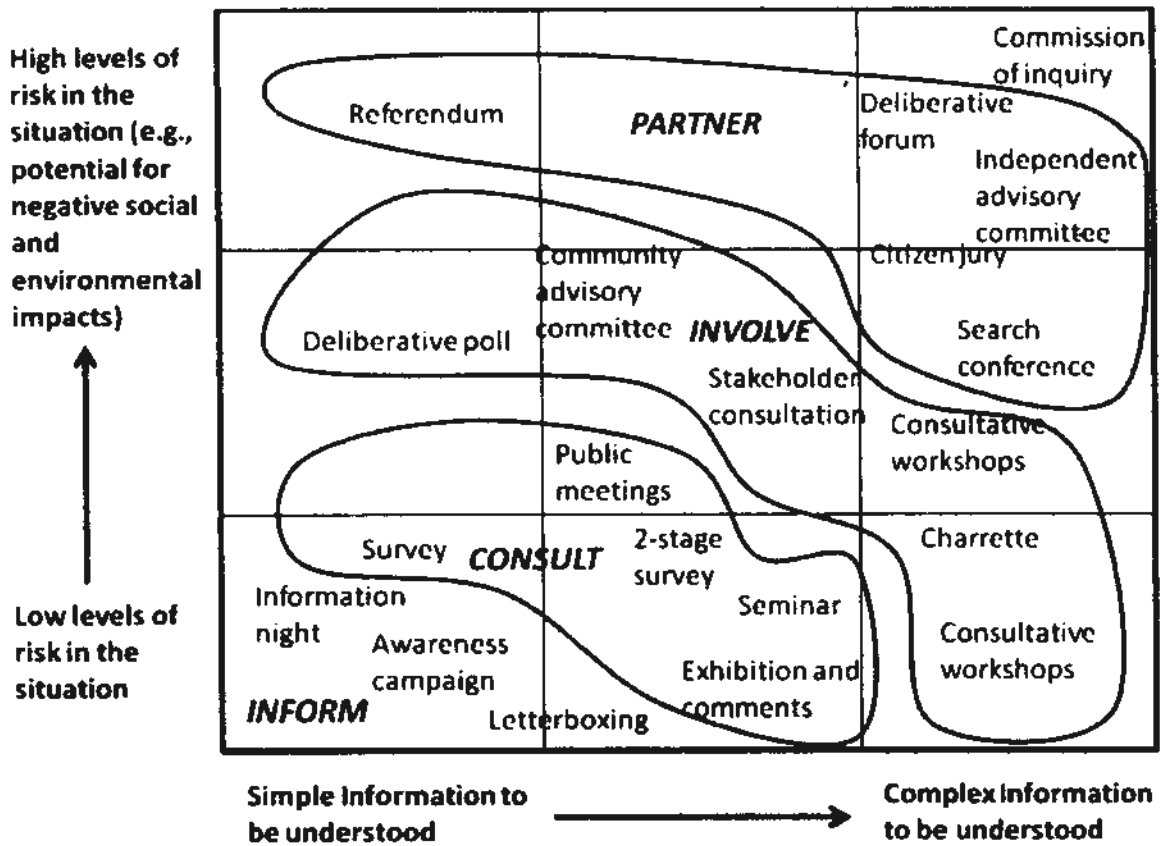 High levels of
risk in the
situation (e.g.,
potential for
negative social
and
environmental
impacts)
Low levels of
risk in the
situation
Commission
of inquiry
Referendum
PARTNER
Deliberative
forum
Independent
advisory
committee
Community
advisory
committee
Citizen jury
Deliberative poll
INVOLVE
Search
conference
Stakeholder
consultation
Consultative
workshops
Public
meetings
Survey
CONSULT
2-stage
survey
Charrette
Information
night
Seminar
Awareness
campaign
Consultative
workshops
Exhibition and
comments
INFORM
Letterboxing
Simple Information to
be understood
Complex Information
to be understood